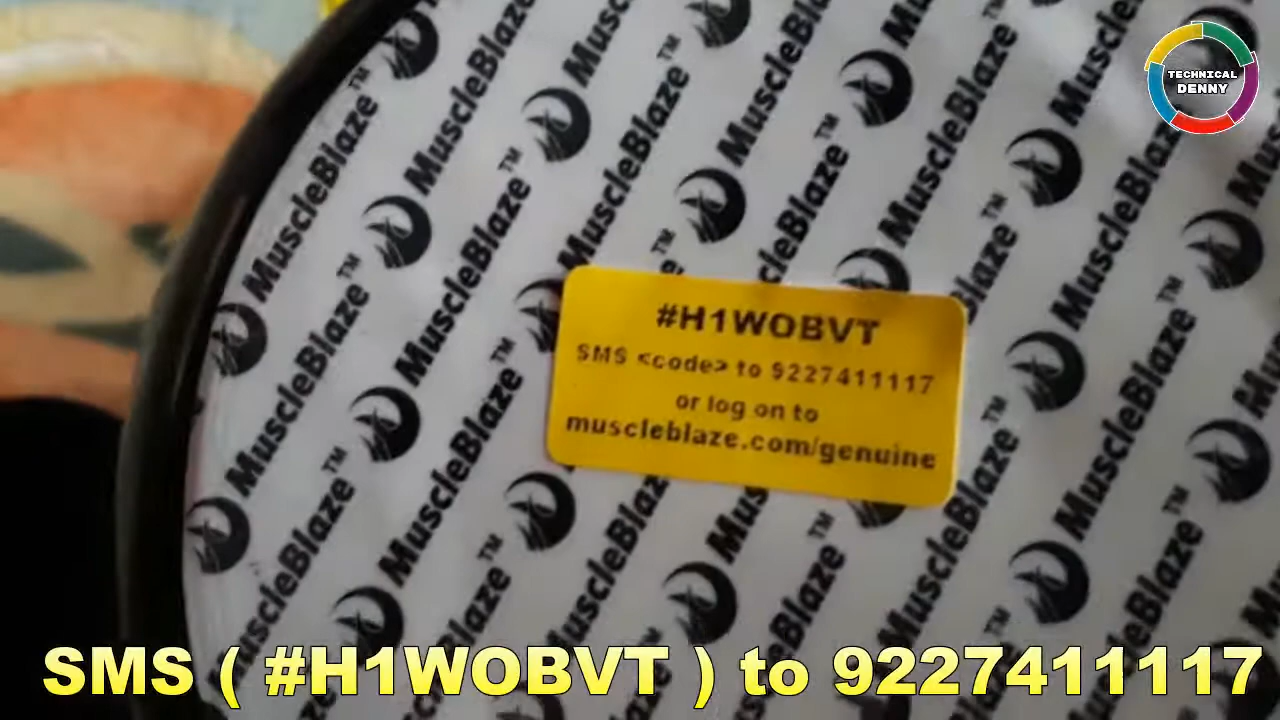 TECHNICAL
DENNY
MuscleBlaze™
#H1WOBVT
SMS <code> to 9227411117
or log on to
muscleblaze.com/genuine
SMS ( #H1WOBVT ) to 9227411117